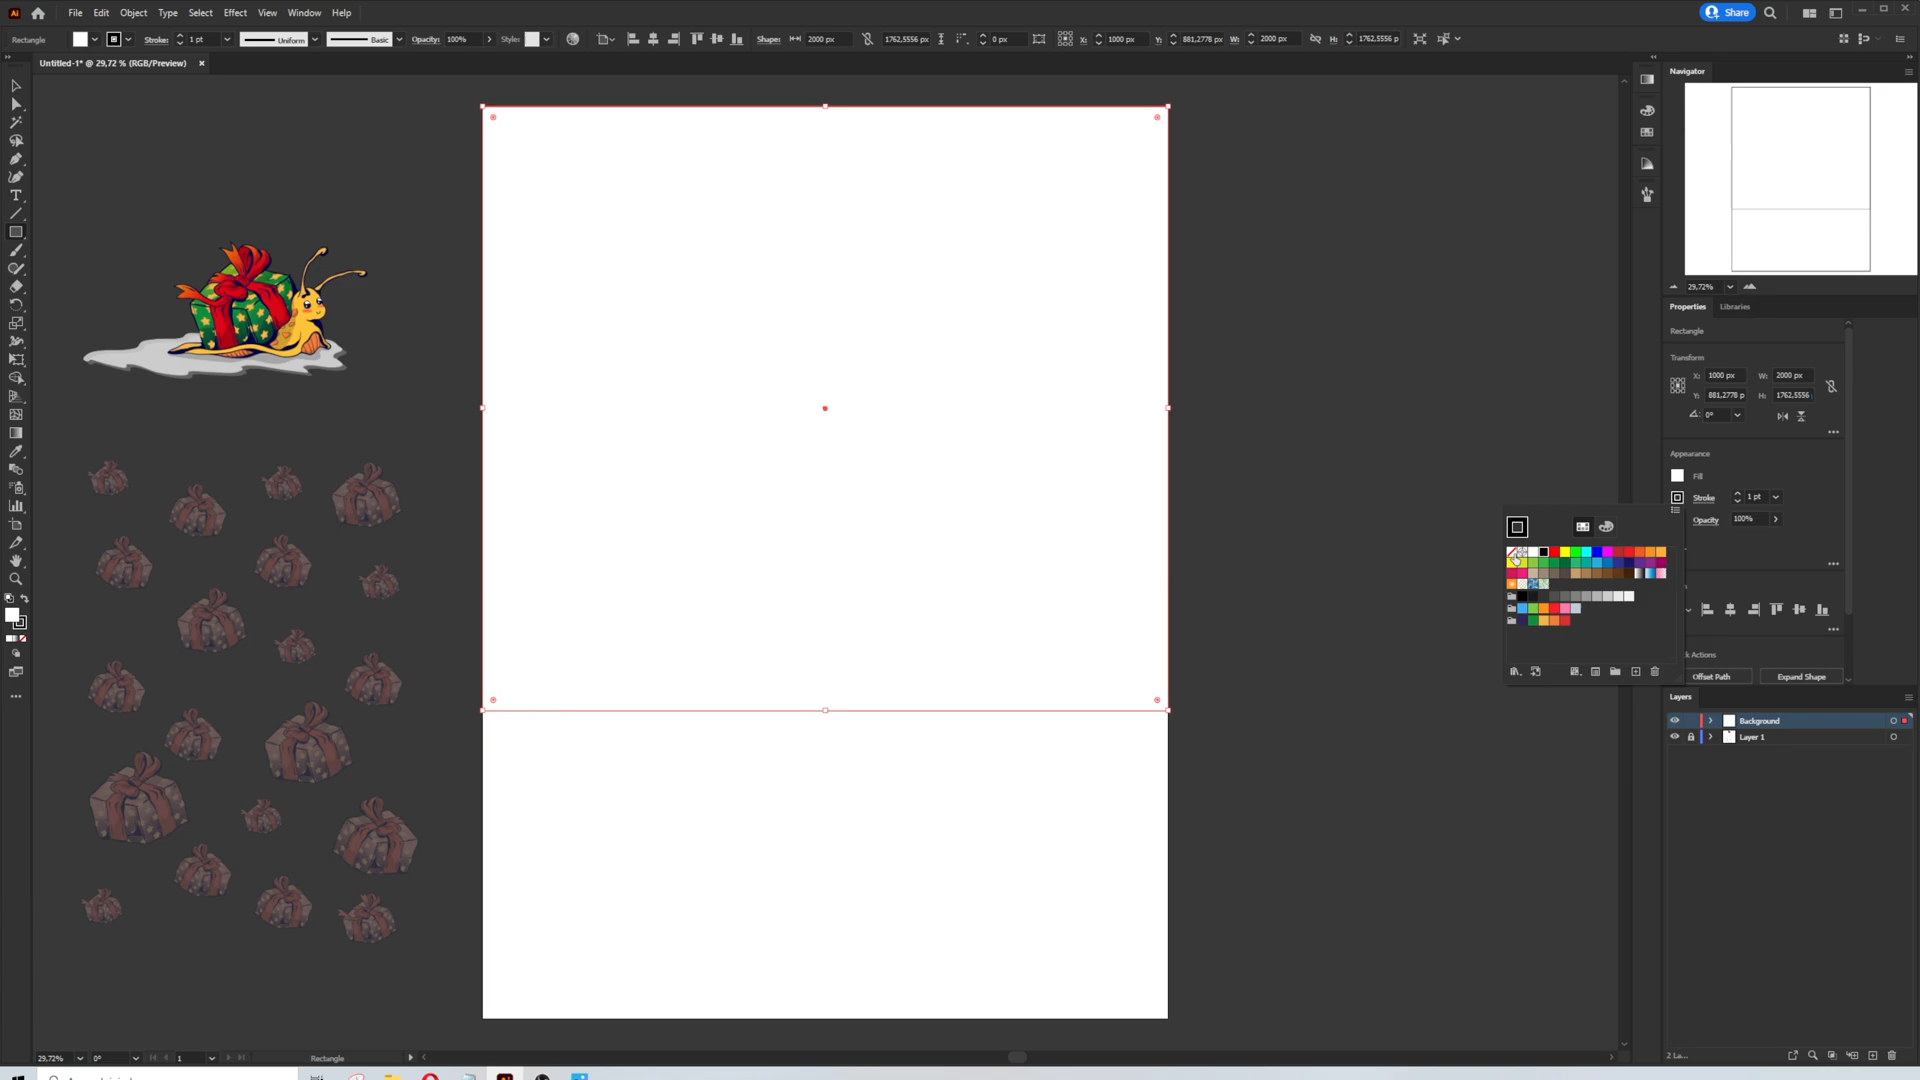 Ai File Edit Object Type Select Effect View Window Help Share
Rectangle Stroke: 1 pt Uniform Basic Opacity: 100% Style: Shape: 2000 px 1762,5556 px 0 px X: 1000 px Y: 881,2778 px W: 2000 px H: 1762,5556 p
Untitled-1* @ 29,72 % (RGB/Preview)
Navigator
29,72%
Properties Libraries
Rectangle
Transform
X: 1000 px W: 2000 px
Y: 881,2778 p H: 1762,5556
0°
Appearance
Fill
Stroke 1 pt
Opacity 100%
k Actions
Offset Path Expand Shape
Layers
Background
Layer 1
2 La...
29,72% 0° 1 Rectangle